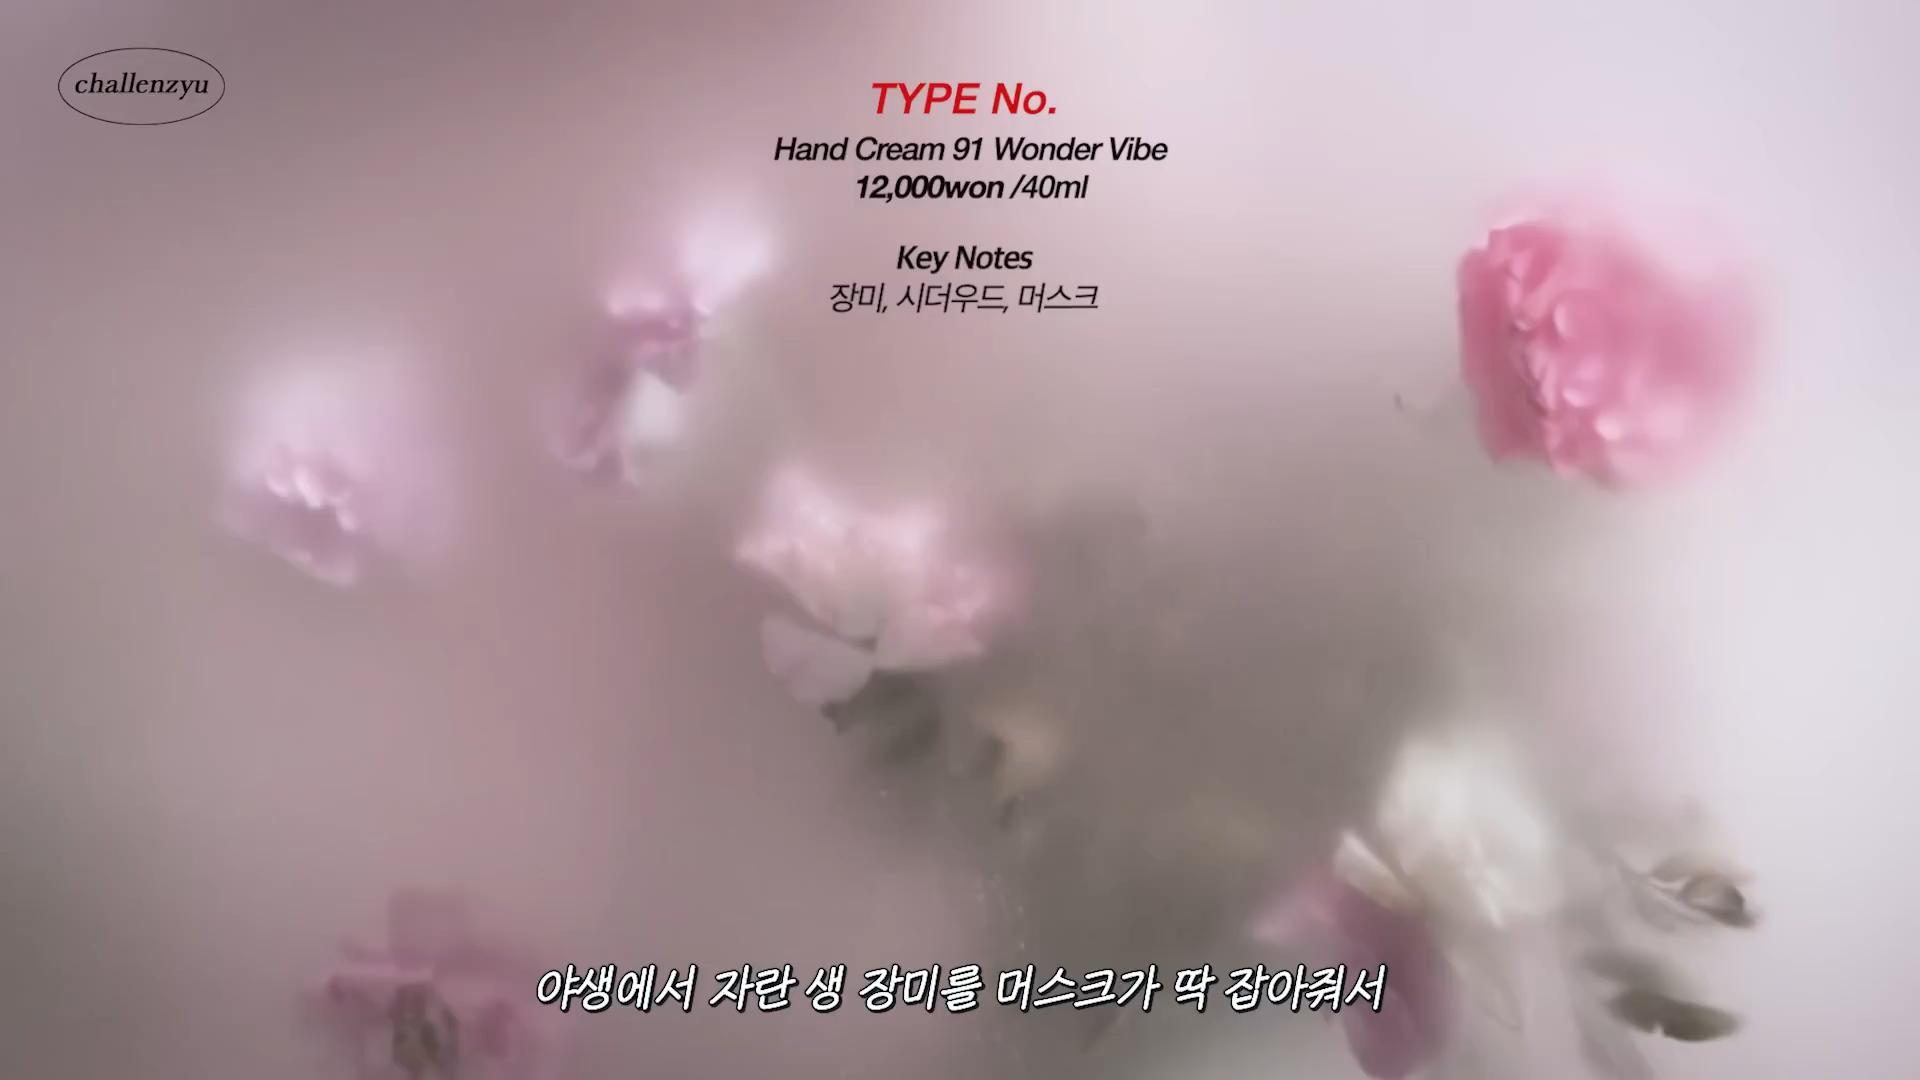 challenzyu
TYPE No.
Hand Cream 91 Wonder Vibe
12,000won /40ml
Key Notes
장미, 시더우드, 머스크
야생에서 자란 생 장미를 머스크가 딱 잡아줘서